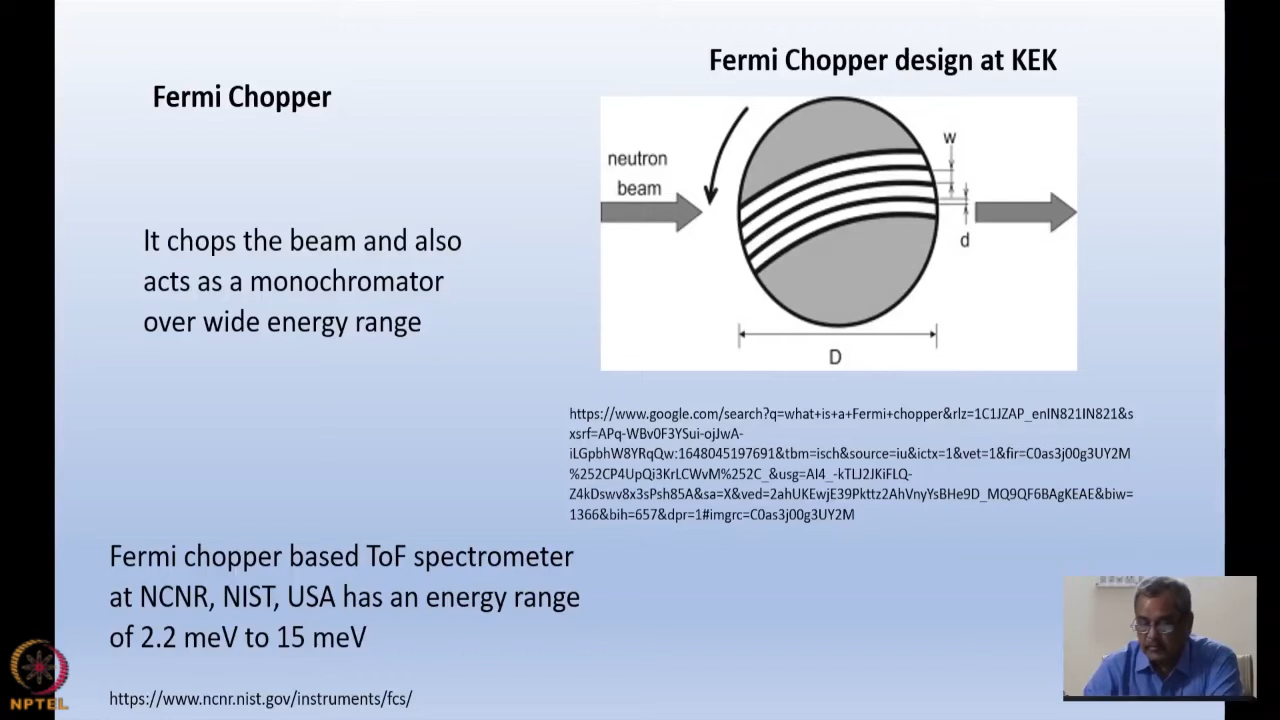 Fermi Chopper design at KEK
Fermi Chopper
neutron
beam
w
d
D
It chops the beam and also
acts as a monochromator
over wide energy range
https://www.google.com/search?q=what+is+a+Fermi+chopper&rlz=1C1JZAP_enIN821IN821&s
xsrf=APq-WBv0F3YSui-ojJwA-
iLGpbhW8YRqQw:1648045197691&tbm=isch&source=iu&ictx=1&vet=1&fir=C0as3j00g3UY2M
%252CP4UpQi3KrLCWvM%252C_&usg=AI4_-kTLJ2JKiFLQ-
Z4kDswv8x3sPsh85A&sa=X&ved=2ahUKEwjE39Pkttz2AhVnyYsBHe9D_MQ9QF6BAgKEAE&biw=
1366&bih=657&dpr=1#imgrc=C0as3j00g3UY2M
Fermi chopper based ToF spectrometer
at NCNR, NIST, USA has an energy range
of 2.2 meV to 15 meV
https://www.ncnr.nist.gov/instruments/fcs/
NPTEL